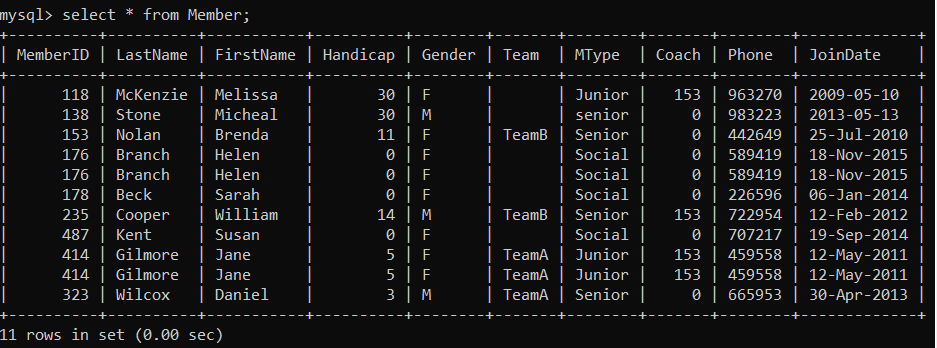 mysql> select * from Member;
+----------+----------+-----------+----------+--------+-------+--------+-------+--------+-------------+
| MemberID | LastName | FirstName | Handicap | Gender | Team  | MType  | Coach | Phone  | JoinDate    |
+----------+----------+-----------+----------+--------+-------+--------+-------+--------+-------------+
|      118 | McKenzie | Melissa   |       30 | F      |       | Junior |   153 | 963270 | 2009-05-10  |
|      138 | Stone    | Micheal   |       30 | M      |       | senior |     0 | 983223 | 2013-05-13  |
|      153 | Nolan    | Brenda    |       11 | F      | TeamB | Senior |     0 | 442649 | 25-Jul-2010 |
|      176 | Branch   | Helen     |        0 | F      |       | Social |     0 | 589419 | 18-Nov-2015 |
|      176 | Branch   | Helen     |        0 | F      |       | Social |     0 | 589419 | 18-Nov-2015 |
|      178 | Beck     | Sarah     |        0 | F      |       | Social |     0 | 226596 | 06-Jan-2014 |
|      235 | Cooper   | William   |       14 | M      | TeamB | Senior |   153 | 722954 | 12-Feb-2012 |
|      487 | Kent     | Susan     |        0 | F      |       | Social |     0 | 707217 | 19-Sep-2014 |
|      414 | Gilmore  | Jane      |        5 | F      | TeamA | Junior |   153 | 459558 | 12-May-2011 |
|      414 | Gilmore  | Jane      |        5 | F      | TeamA | Junior |   153 | 459558 | 12-May-2011 |
|      323 | Wilcox   | Daniel    |        3 | M      | TeamA | Senior |     0 | 665953 | 30-Apr-2013 |
+----------+----------+-----------+----------+--------+-------+--------+-------+--------+-------------+
11 rows in set (0.00 sec)